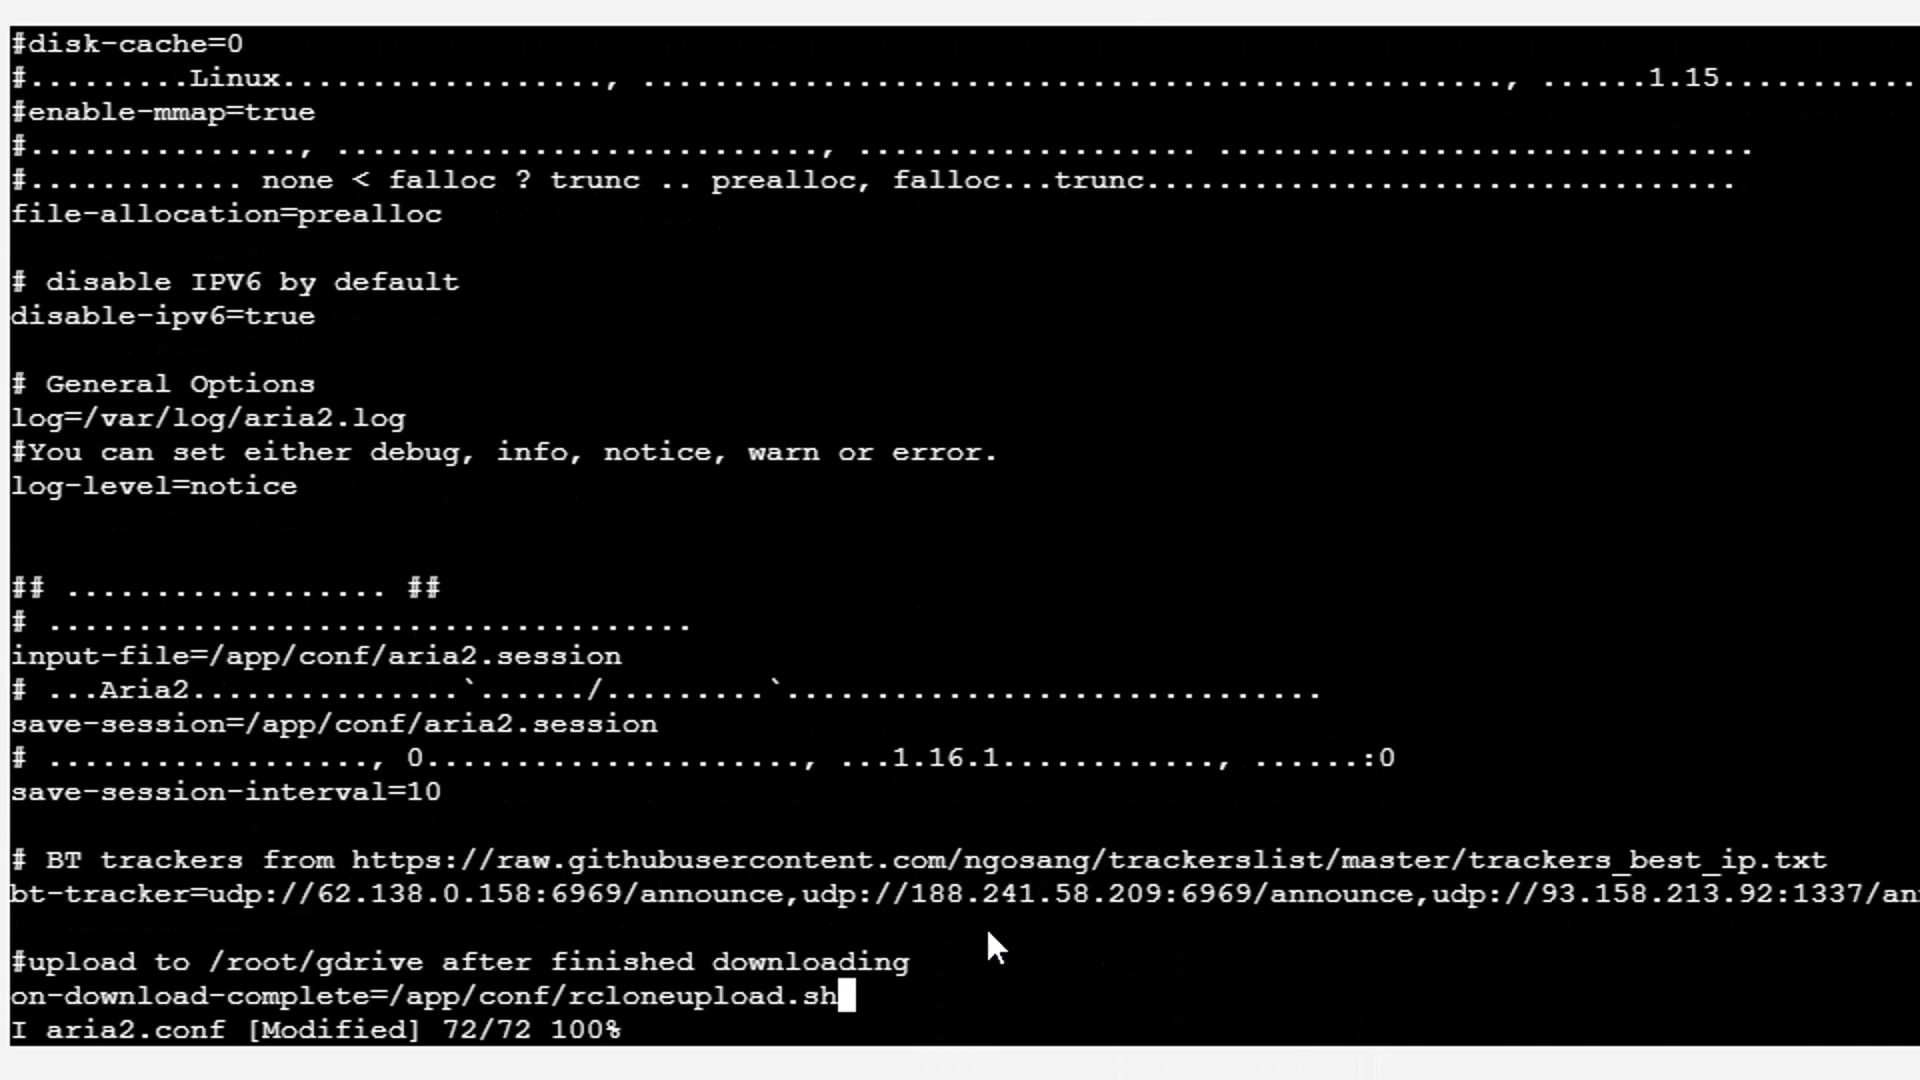 #disk-cache=0
#.........Linux.................., ................................................, ......1.15...........
#enable-mmap=true
#..............., ..........................., ................... ..............................
#............ none < falloc ? trunc .. prealloc, falloc...trunc.................................
file-allocation=prealloc
# disable IPV6 by default
disable-ipv6=true
# General Options
log=/var/log/aria2.log
#You can set either debug, info, notice, warn or error.
log-level=notice
## .................. ##
# ....................................
input-file=/app/conf/aria2.session
# ...Aria2...............`....../.........`..............................
save-session=/app/conf/aria2.session
# .................., 0....................., ...1.16.1............, ......:0
save-session-interval=10
# BT trackers from https://raw.githubusercontent.com/ngosang/trackerslist/master/trackers_best_ip.txt
bt-tracker=udp://62.138.0.158:6969/announce,udp://188.241.58.209:6969/announce,udp://93.158.213.92:1337/an
#upload to /root/gdrive after finished downloading
on-download-complete=/app/conf/rcloneupload.sh
I aria2.conf [Modified] 72/72 100%